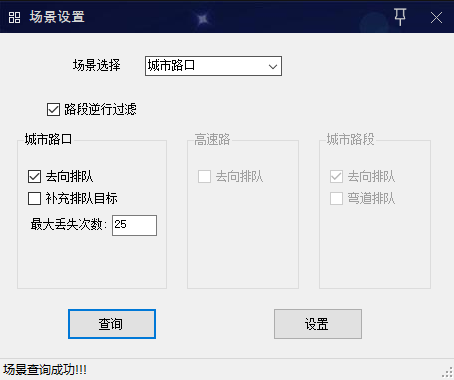 场景设置
场景选择 城市路口
路段逆行过滤
城市路口 高速路 城市路段
去向排队 去向排队 去向排队
补充排队目标 弯道排队
最大丢失次数: 25
查询 设置
场景查询成功!!!